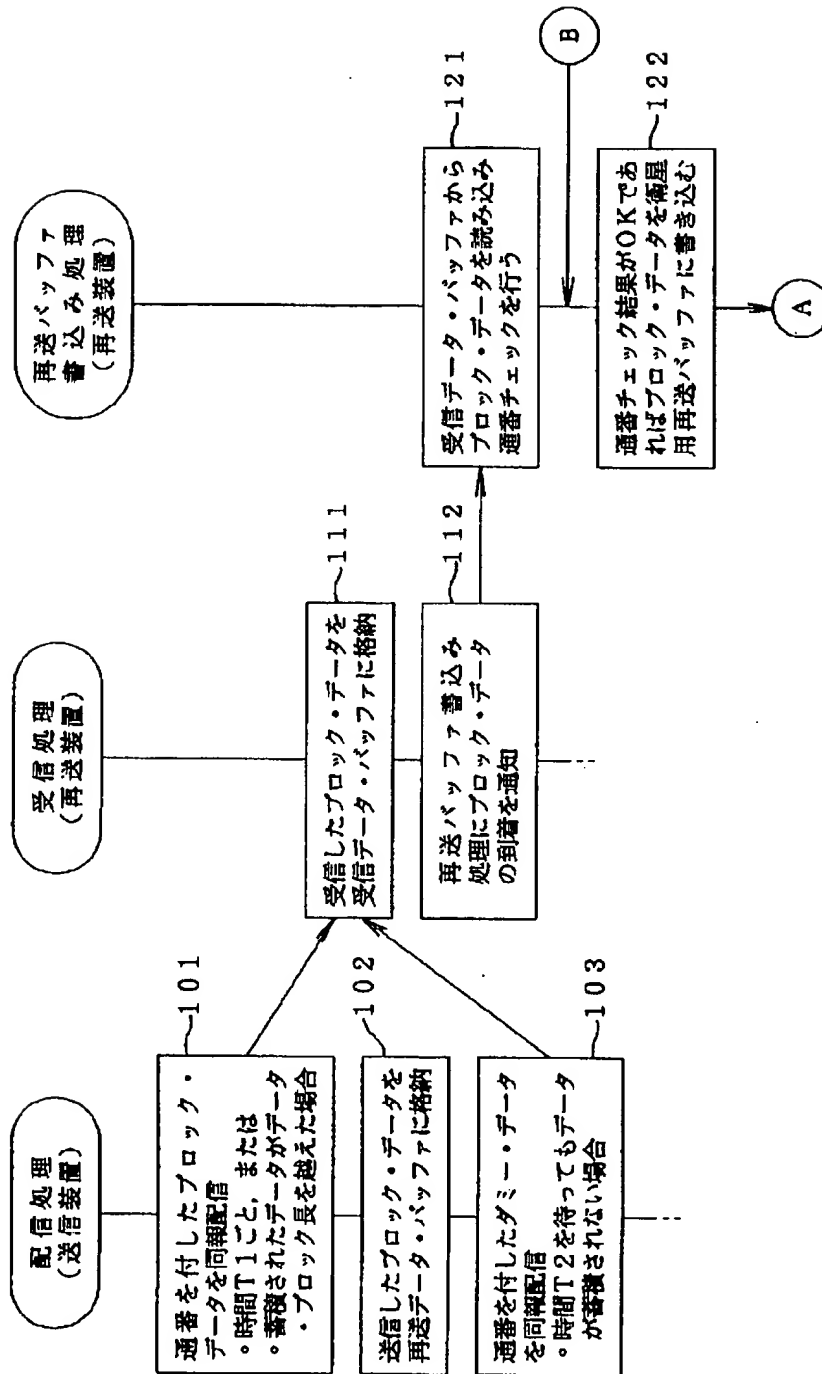 配信処理
(送信装置)
通番を付したブロック・
データを同報配信
・時間T1ごと，または
・蓄積されたデータがデータ
・ブロック長を越えた場合
101
送信したブロック・データを
再送データ・バッファに格納
102
通番を付したダミー・データ
を同報配信
・時間T2を待ってもデータ
が蓄積されない場合
103
受信処理
(再送装置)
受信したブロック・データを
受信データ・バッファに格納
111
再送バッファ書込み
処理にブロック・データ
の到着を通知
112
再送バッファ
書込み処理
(再送装置)
受信データ・バッファから
ブロック・データを読み込み
通番チェックを行う
121
B
通番チェック結果がOKであ
ればブロック・データを衛星
用再送バッファに書き込む
122
A